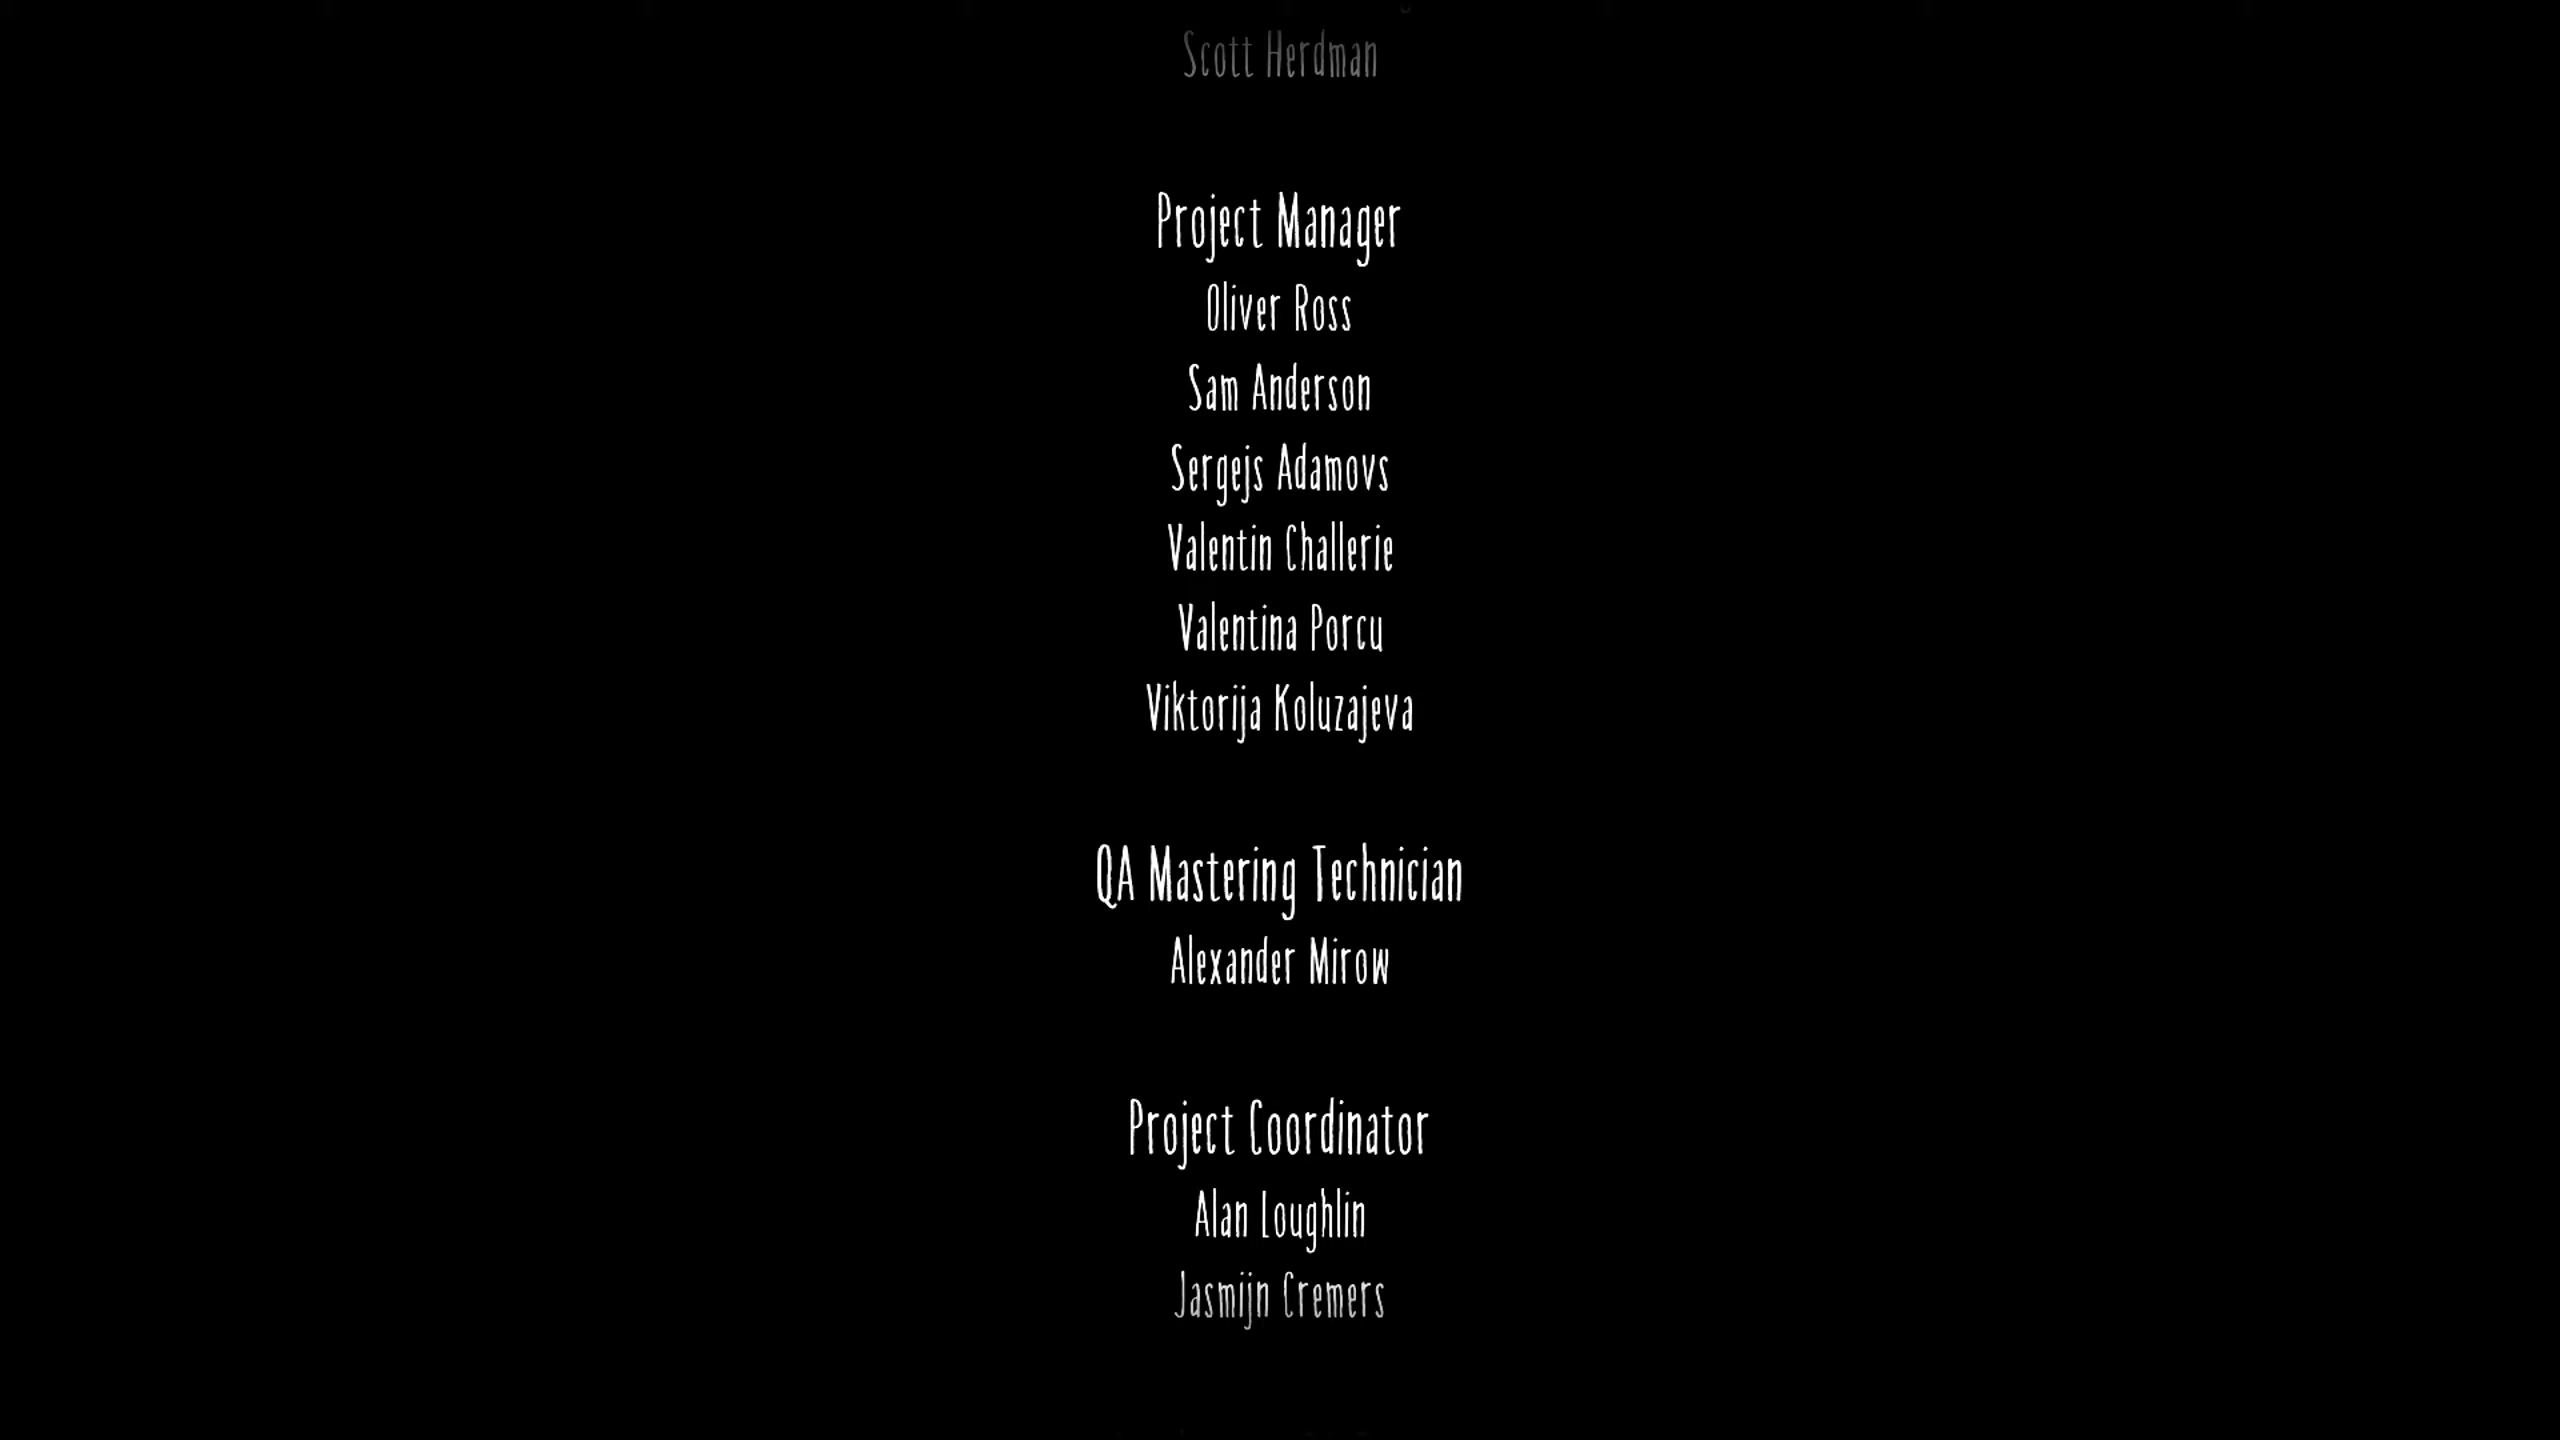 Scott Herdman
Project Manager
Oliver Ross
Sam Anderson
Sergejs Adamovs
Valentin Challerie
Valentina Porcu
Viktorija Koluzajeva
QA Mastering Technician
Alexander Mirow
Project Coordinator
Alan Loughlin
Jasmijn Cremers